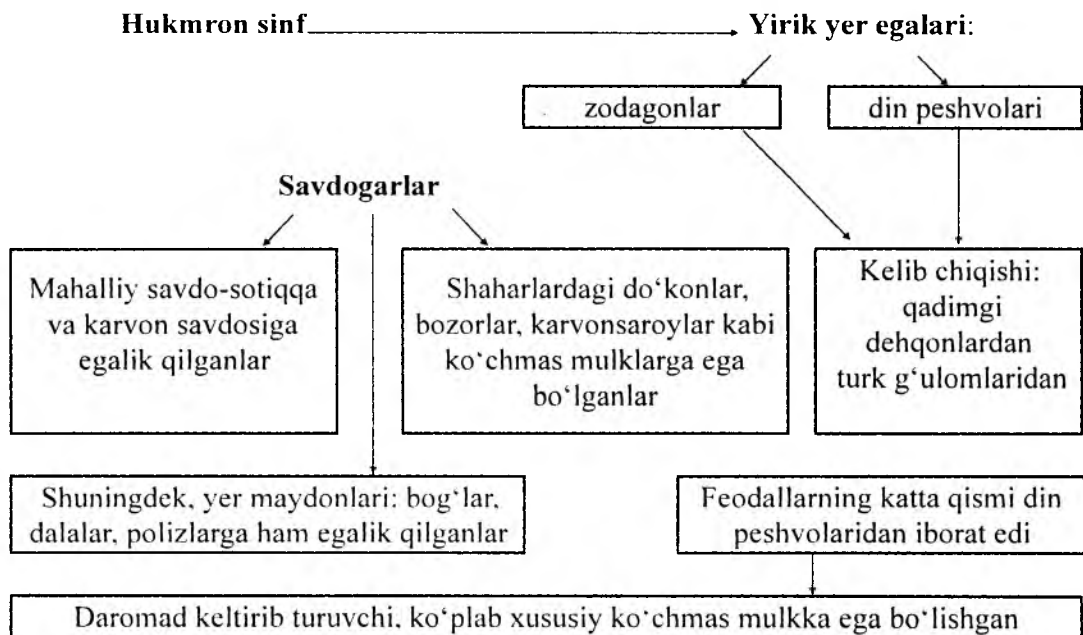 Hukmron sinf
Yirik yer egalari:
zodagonlar
din peshvolari
Savdogarlar
Mahalliy savdo-sotiqqa
va karvon savdosiga
egalik qilganlar
Shaharlardagi do‘konlar,
bozorlar, karvonsaroylar kabi
ko‘chmas mulklarga ega
bo‘lganlar
Kelib chiqishi:
qadimgi
dehqonlardan
turk g‘ulomlaridan
Shuningdek, yer maydonlari: bog‘lar,
dalalar, polizlarga ham egalik qilganlar
Feodallarning katta qismi din
peshvolaridan iborat edi
Daromad keltirib turuvchi, ko‘plab xususiy ko‘chmas mulkka ega bo‘lishgan